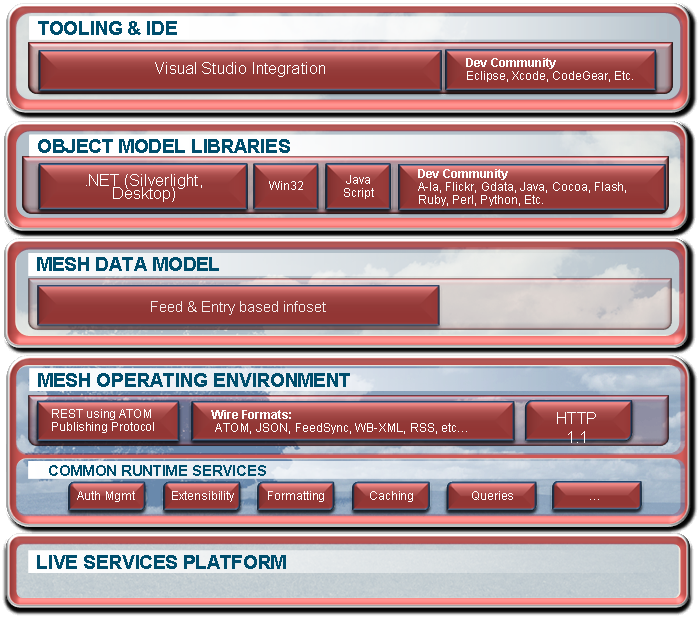 TOOLING & IDE
Visual Studio Integration
Dev Community
Eclipse, Xcode, CodeGear, Etc.
OBJECT MODEL LIBRARIES
.NET (Silverlight,
Desktop)
Win32
Java
Script
Dev Community
A-la, Flickr, Gdata, Java, Cocoa, Flash,
Ruby, Perl, Python, Etc.
MESH DATA MODEL
Feed & Entry based infoset
MESH OPERATING ENVIRONMENT
REST using ATOM
Publishing Protocol
Wire Formats:
ATOM, JSON, FeedSync, WB-XML, RSS, etc…
HTTP
1.1
COMMON RUNTIME SERVICES
Auth Mgmt
Extensibility
Formatting
Caching
Queries
…
LIVE SERVICES PLATFORM